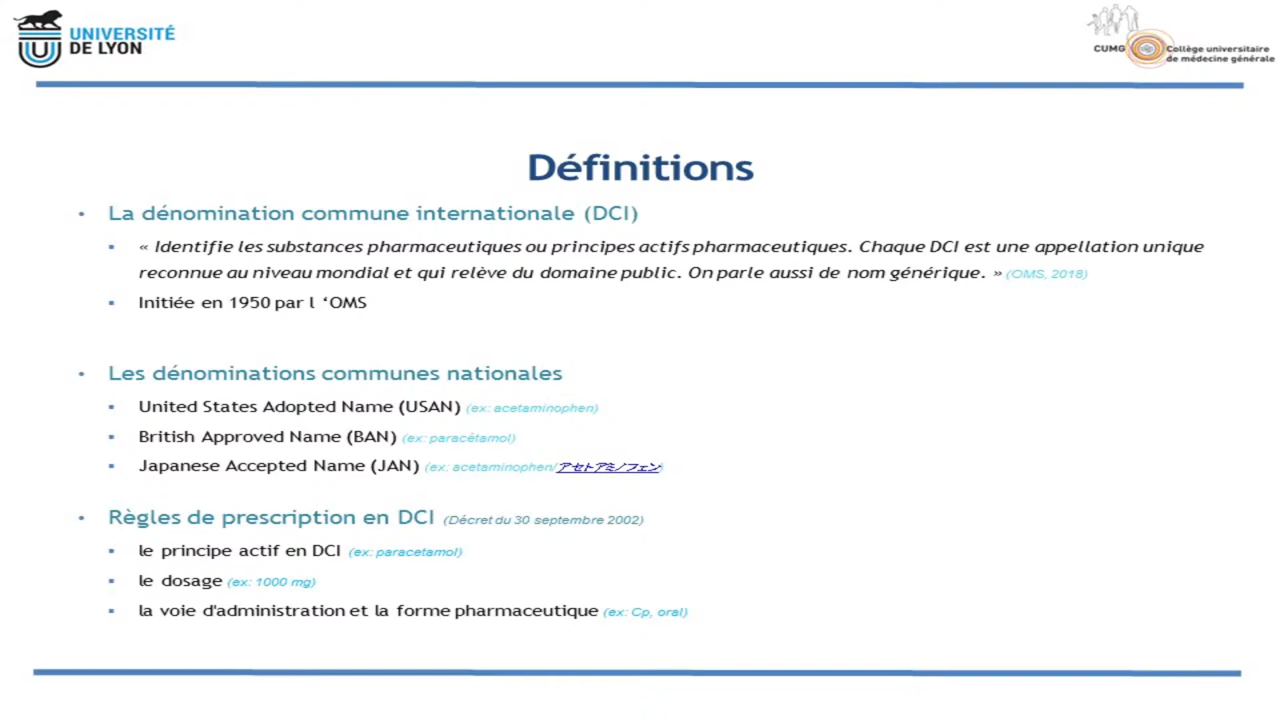 UNIVERSITÉ
DE LYON
CUMG
Collège universitaire
de médecine générale
Définitions
• La dénomination commune internationale (DCI)
▪ « Identifie les substances pharmaceutiques ou principes actifs pharmaceutiques. Chaque DCI est une appellation unique
reconnue au niveau mondial et qui relève du domaine public. On parle aussi de nom générique. » (OMS, 2018)
▪ Initiée en 1950 par l ‘OMS
• Les dénominations communes nationales
▪ United States Adopted Name (USAN) (ex: acetaminophen)
▪ British Approved Name (BAN) (ex: paracétamol)
▪ Japanese Accepted Name (JAN) (ex: acetaminophen/アセトアミノフェン)
• Règles de prescription en DCI (Décret du 30 septembre 2002)
▪ le principe actif en DCI (ex: paracetamol)
▪ le dosage (ex: 1000 mg)
▪ la voie d'administration et la forme pharmaceutique (ex: Cp, oral)